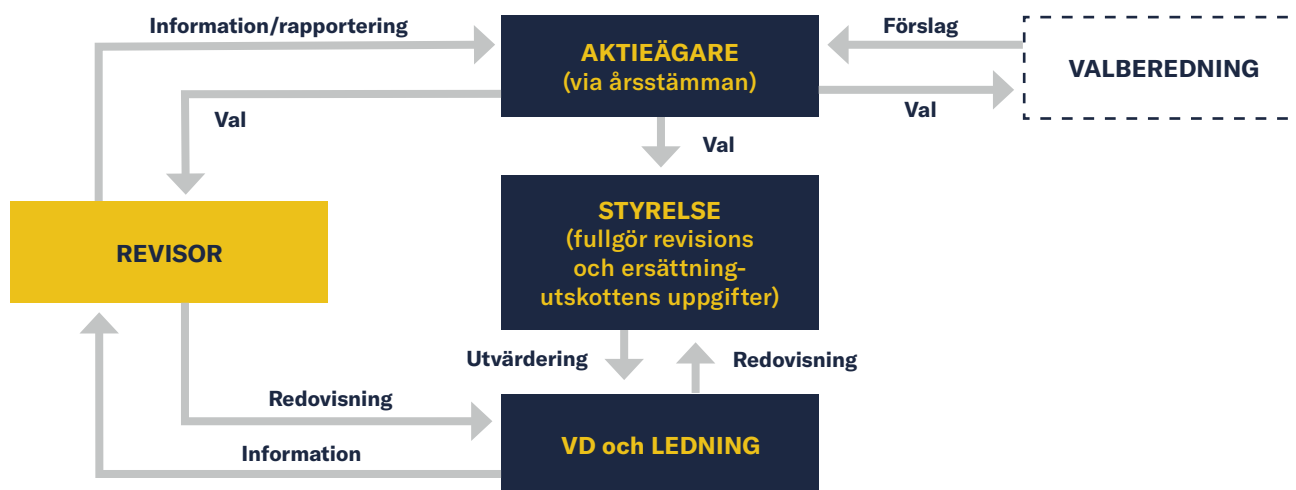 Information/rapportering
Förslag
AKTIEÄGARE
(via årsstämman)
VALBEREDNING
Val
Val
Val
STYRELSE
(fullgör revisions
och ersättning-
utskottens uppgifter)
REVISOR
Utvärdering
Redovisning
Redovisning
VD och LEDNING
Information